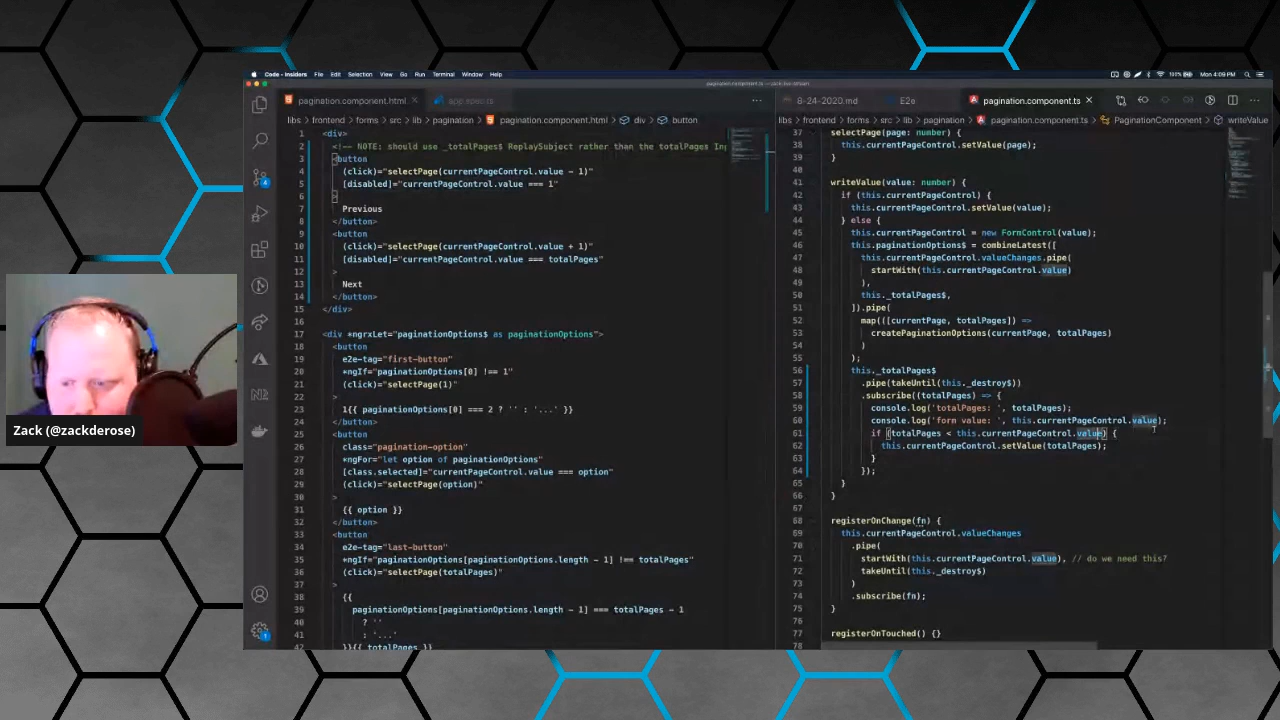 Code - Insiders File Edit Selection View Go Run Terminal Window Help
100% Mon 4:09 PM
pagination.component.ts
pagination.component.html
app.spec.ts
libs > frontend > forms > src > lib > pagination > pagination.component.html > div > button
1 <div>
2 <!-- NOTE: should use _totalPages$ ReplaySubject rather than the totalPages Inp
3 <button
4 (click)="selectPage(currentPageControl.value - 1)"
5 [disabled]="currentPageControl.value === 1"
6 >
7 Previous
8 </button>
9 <button
10 (click)="selectPage(currentPageControl.value + 1)"
11 [disabled]="currentPageControl.value === totalPages"
12 >
13 Next
14 </button>
15 </div>
16
17 <div *ngrxLet="paginationOptions$ as paginationOptions">
18 <button
19 e2e-tag="first-button"
20 *ngIf="paginationOptions[0] !== 1"
21 (click)="selectPage(1)"
22 >
23 1{{ paginationOptions[0] === 2 ? '' : '...' }}
24 </button>
25 <button
26 class="pagination-option"
27 *ngFor="let option of paginationOptions"
28 [class.selected]="currentPageControl.value === option"
29 (click)="selectPage(option)"
30 >
31 {{ option }}
32 </button>
33 <button
34 e2e-tag="last-button"
35 *ngIf="paginationOptions[paginationOptions.length - 1] !== totalPages"
36 (click)="selectPage(totalPages)"
37 >
38 {{
39 paginationOptions[paginationOptions.length - 1] === totalPages - 1
40 ? ''
41 : '...'
42 }}{{ totalPages }}
8-24-2020.md
E2e
pagination.component.ts
libs > frontend > forms > src > lib > pagination > pagination.component.ts > PaginationComponent > writeValue
37 selectPage(page: number) {
38 this.currentPageControl.setValue(page);
39 }
40
41 writeValue(value: number) {
42 if (this.currentPageControl) {
43 this.currentPageControl.setValue(value);
44 } else {
45 this.currentPageControl = new FormControl(value);
46 this.paginationOptions$ = combineLatest([
47 this.currentPageControl.valueChanges.pipe(
48 startWith(this.currentPageControl.value)
49 ),
50 this._totalPages$,
51 ]).pipe(
52 map(([currentPage, totalPages]) =>
53 createPaginationOptions(currentPage, totalPages)
54 )
55 );
56 this._totalPages$
57 .pipe(takeUntil(this._destroy$))
58 .subscribe((totalPages) => {
59 console.log('totalPages: ', totalPages);
60 console.log('form value: ', this.currentPageControl.value);
61 if (totalPages < this.currentPageControl.value) {
62 this.currentPageControl.setValue(totalPages);
63 }
64 });
65 }
66 }
67
68 registerOnChange(fn) {
69 this.currentPageControl.valueChanges
70 .pipe(
71 startWith(this.currentPageControl.value), // do we need this?
72 takeUntil(this._destroy$)
73 )
74 .subscribe(fn);
75 }
76
77 registerOnTouched() {}
78
Zack (@zackderose)